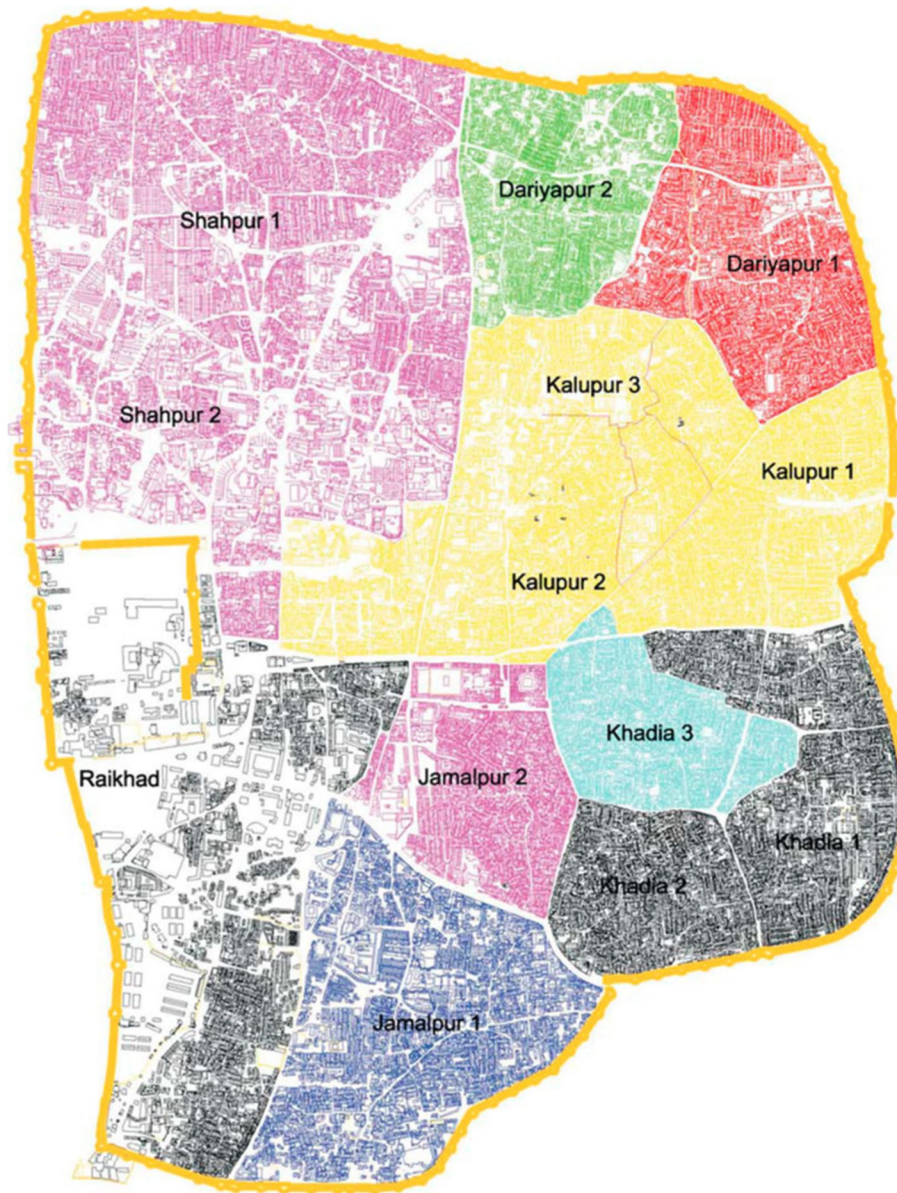 Dariyapur 2
Shahpur 1
Dariyapur 1
Kalupur 3
Shahpur 2
Kalupur 1
Kalupur 2
Khadia 3
Raikhad
Jamalpur 2
Khadia 1
Khadia 2
Jamalpur 1